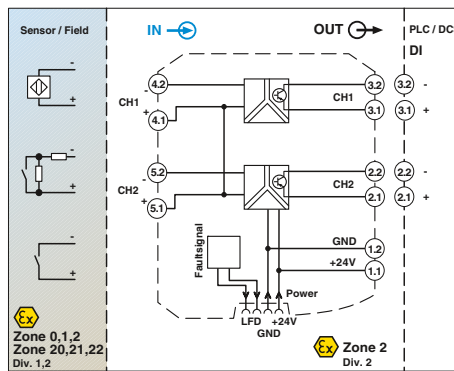 Sensor / Field
IN
OUT
PLC / DC
DI
-
+
-
+
-
+
4.2
-
CH1
+
4.1
3.2
CH1
3.1
3.2
-
3.1
+
5.2
-
CH2
+
5.1
2.2
CH2
2.1
2.2
-
2.1
+
Faultsignal
GND
1.2
+24V
1.1
Power
LFD
+24V
GND
Ex
Zone 0,1,2
Zone 20,21,22
Div. 1,2
Ex
Zone 2
Div. 2